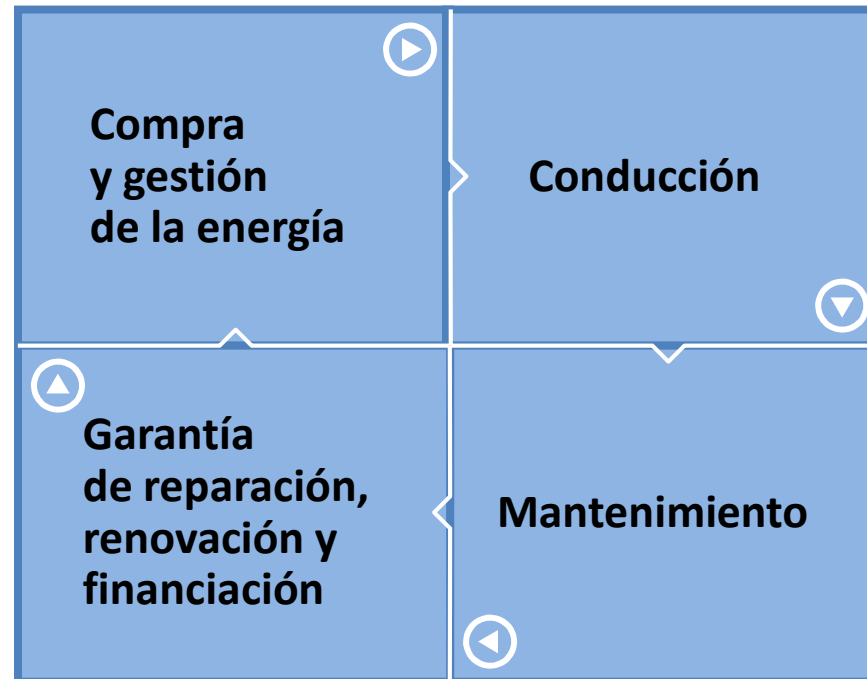 Compra
y gestión
de la energía
Conducción
Garantía
de reparación,
renovación y
financiación
Mantenimiento